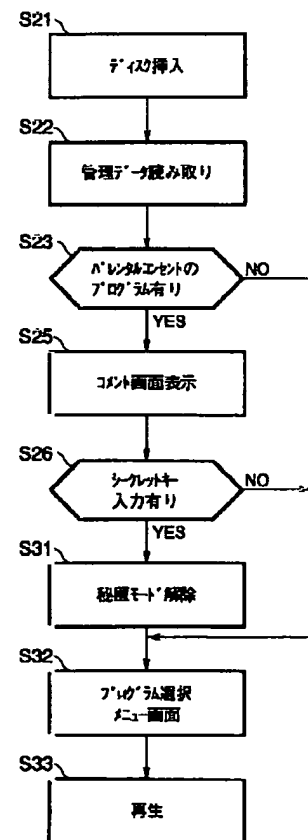 S21
ディスク挿入
S22
管理データ読み取り
S23
パレンタルコンセントの
プログラム有り
NO
YES
S25
コメント画面表示
S26
シークレットキー
入力有り
NO
YES
S31
秘匿モード解除
S32
プログラム選択
メニュー画面
S33
再生